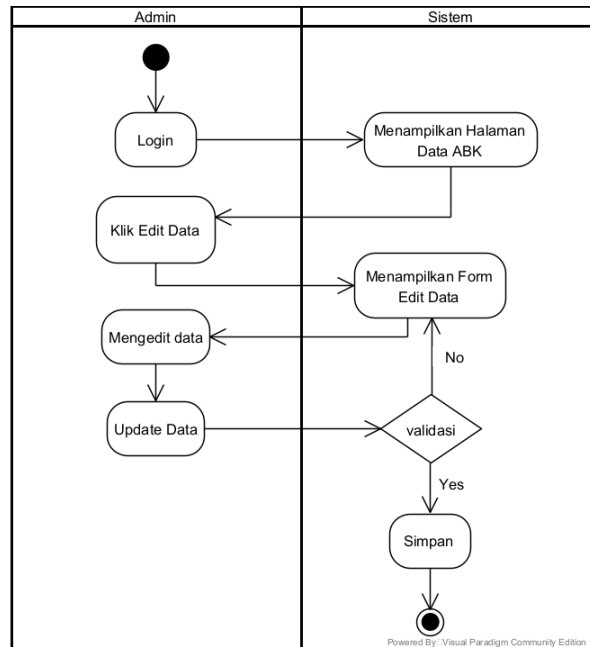 Admin
Sistem
Login
Menampilkan Halaman
Data ABK
Klik Edit Data
Menampilkan Form
Edit Data
Mengedit data
No
Update Data
validasi
Yes
Simpan
Powered By Visual Paradigm Community Edition